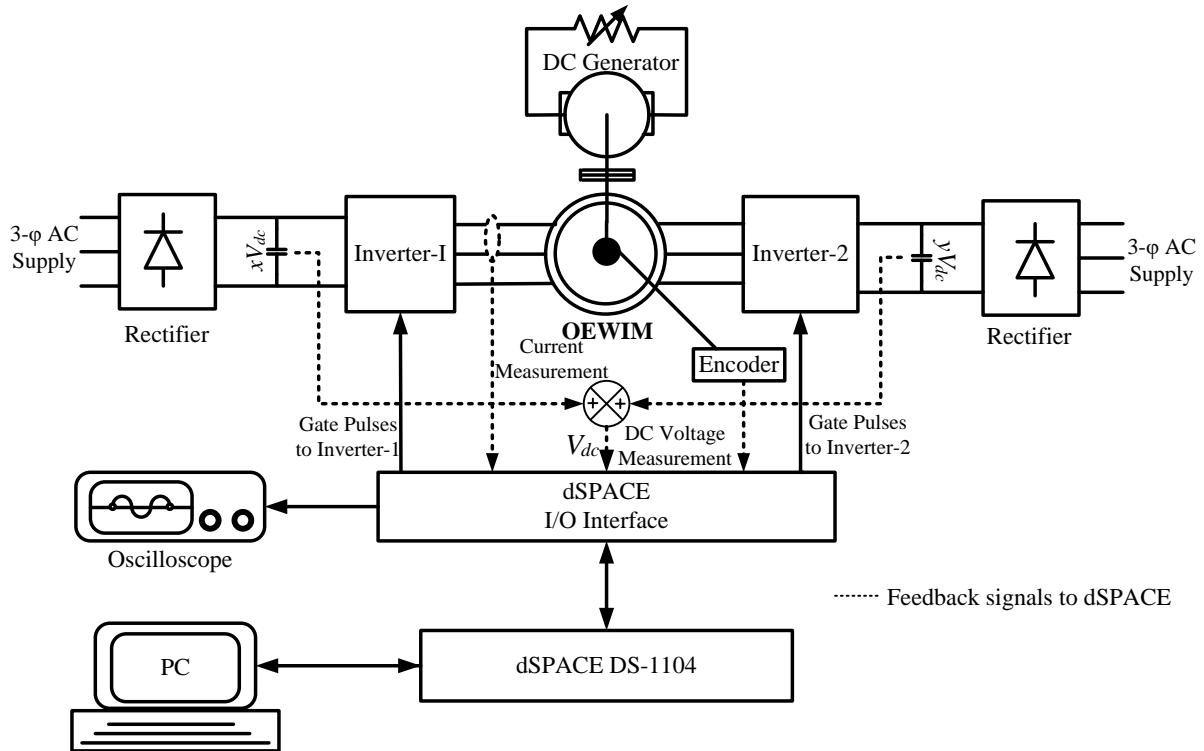 DC Generator
3-φ AC
Supply
xVdc
Inverter-I
Inverter-2
yVdc
3-φ AC
Supply
Rectifier
OEWIM
Rectifier
Current
Measurement
Encoder
Gate Pulses
to Inverter-1
+ +
Vdc
DC Voltage
Measurement
Gate Pulses
to Inverter-2
dSPACE
I/O Interface
Oscilloscope
Feedback signals to dSPACE
PC
dSPACE DS-1104